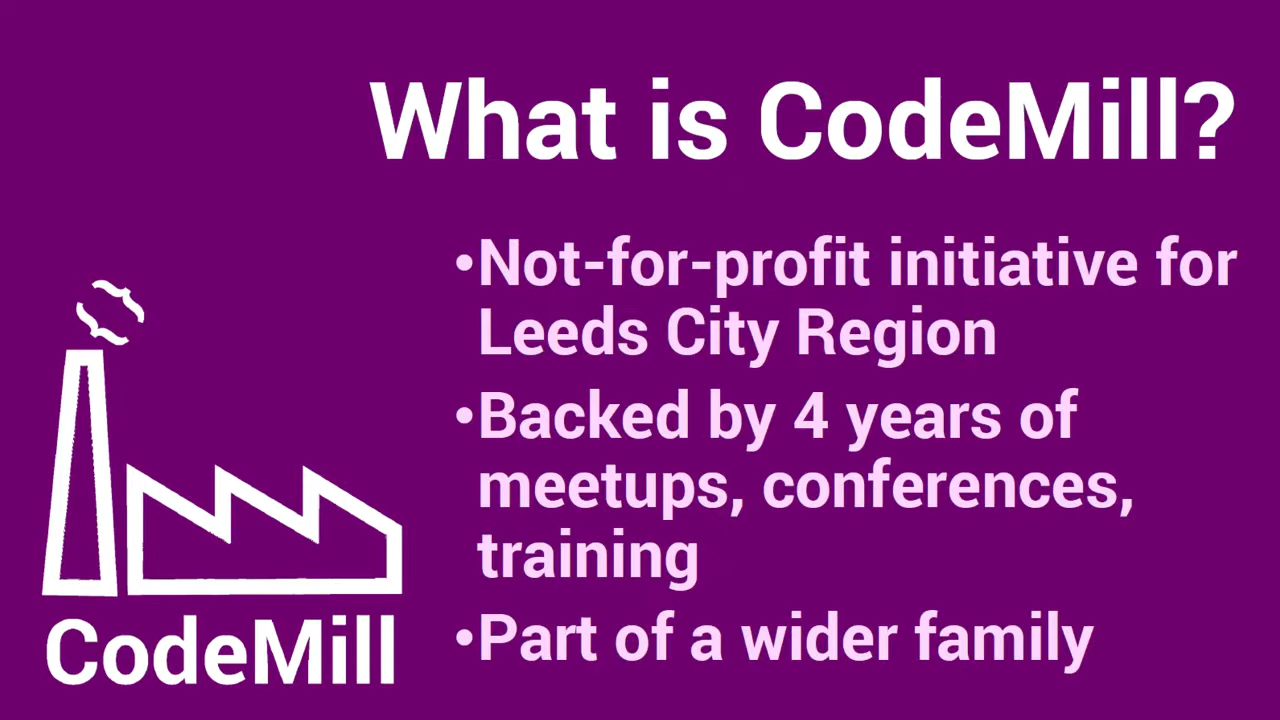 What is CodeMill?
•Not-for-profit initiative for
Leeds City Region
•Backed by 4 years of
meetups, conferences,
training
•Part of a wider family
CodeMill